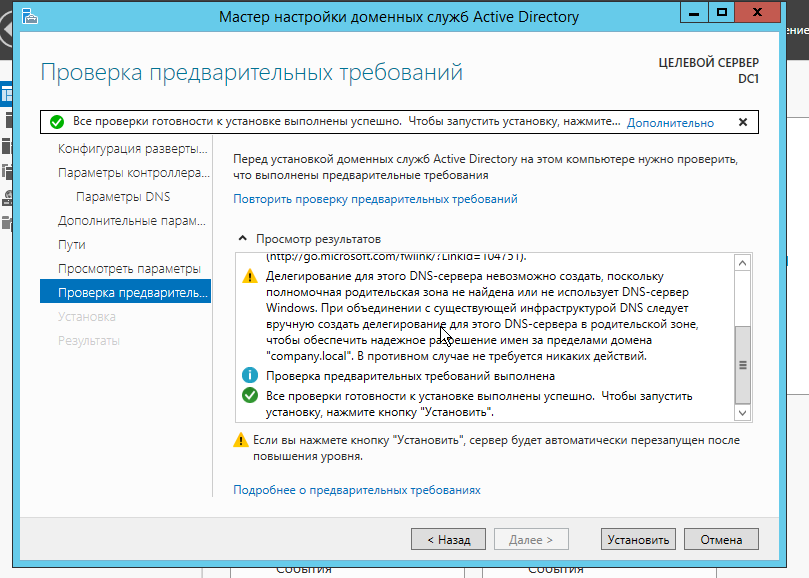 Мастер настройки доменных служб Active Directory
Проверка предварительных требований
ЦЕЛЕВОЙ СЕРВЕР
DC1
Все проверки готовности к установке выполнены успешно. Чтобы запустить установку, нажмите... Дополнительно
Конфигурация разверты...
Параметры контроллера...
Параметры DNS
Дополнительные парам...
Пути
Просмотреть параметры
Проверка предваритель...
Установка
Результаты
Перед установкой доменных служб Active Directory на этом компьютере нужно проверить,
что выполнены предварительные требования
Повторить проверку предварительных требований
Просмотр результатов
(http://go.microsoft.com/fwlink/?LinkId=104751).
Делегирование для этого DNS-сервера невозможно создать, поскольку
полномочная родительская зона не найдена или не использует DNS-сервер
Windows. При объединении с существующей инфраструктурой DNS следует
вручную создать делегирование для этого DNS-сервера в родительской зоне,
чтобы обеспечить надежное разрешение имен за пределами домена
"company.local". В противном случае не требуется никаких действий.
Проверка предварительных требований выполнена
Все проверки готовности к установке выполнены успешно. Чтобы запустить
установку, нажмите кнопку "Установить".
Если вы нажмете кнопку "Установить", сервер будет автоматически перезапущен после
повышения уровня.
Подробнее о предварительных требованиях
< Назад
Далее >
Установить
Отмена
События
События